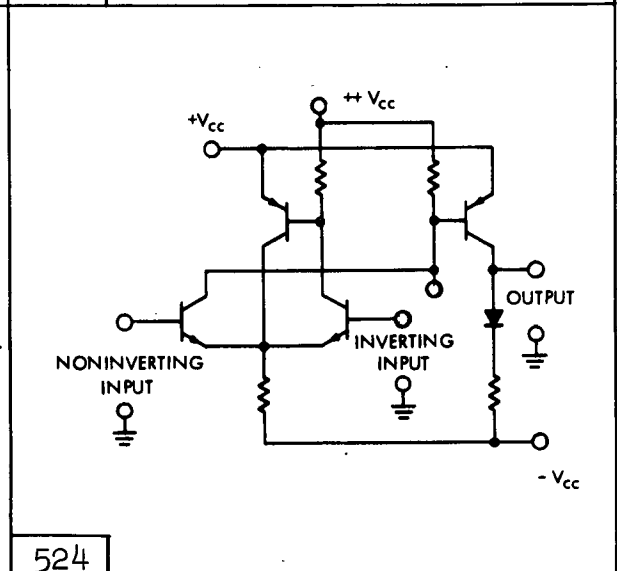 ++ Vcc
+Vcc
OUTPUT
NONINVERTING
INPUT
INVERTING
INPUT
- Vcc
524